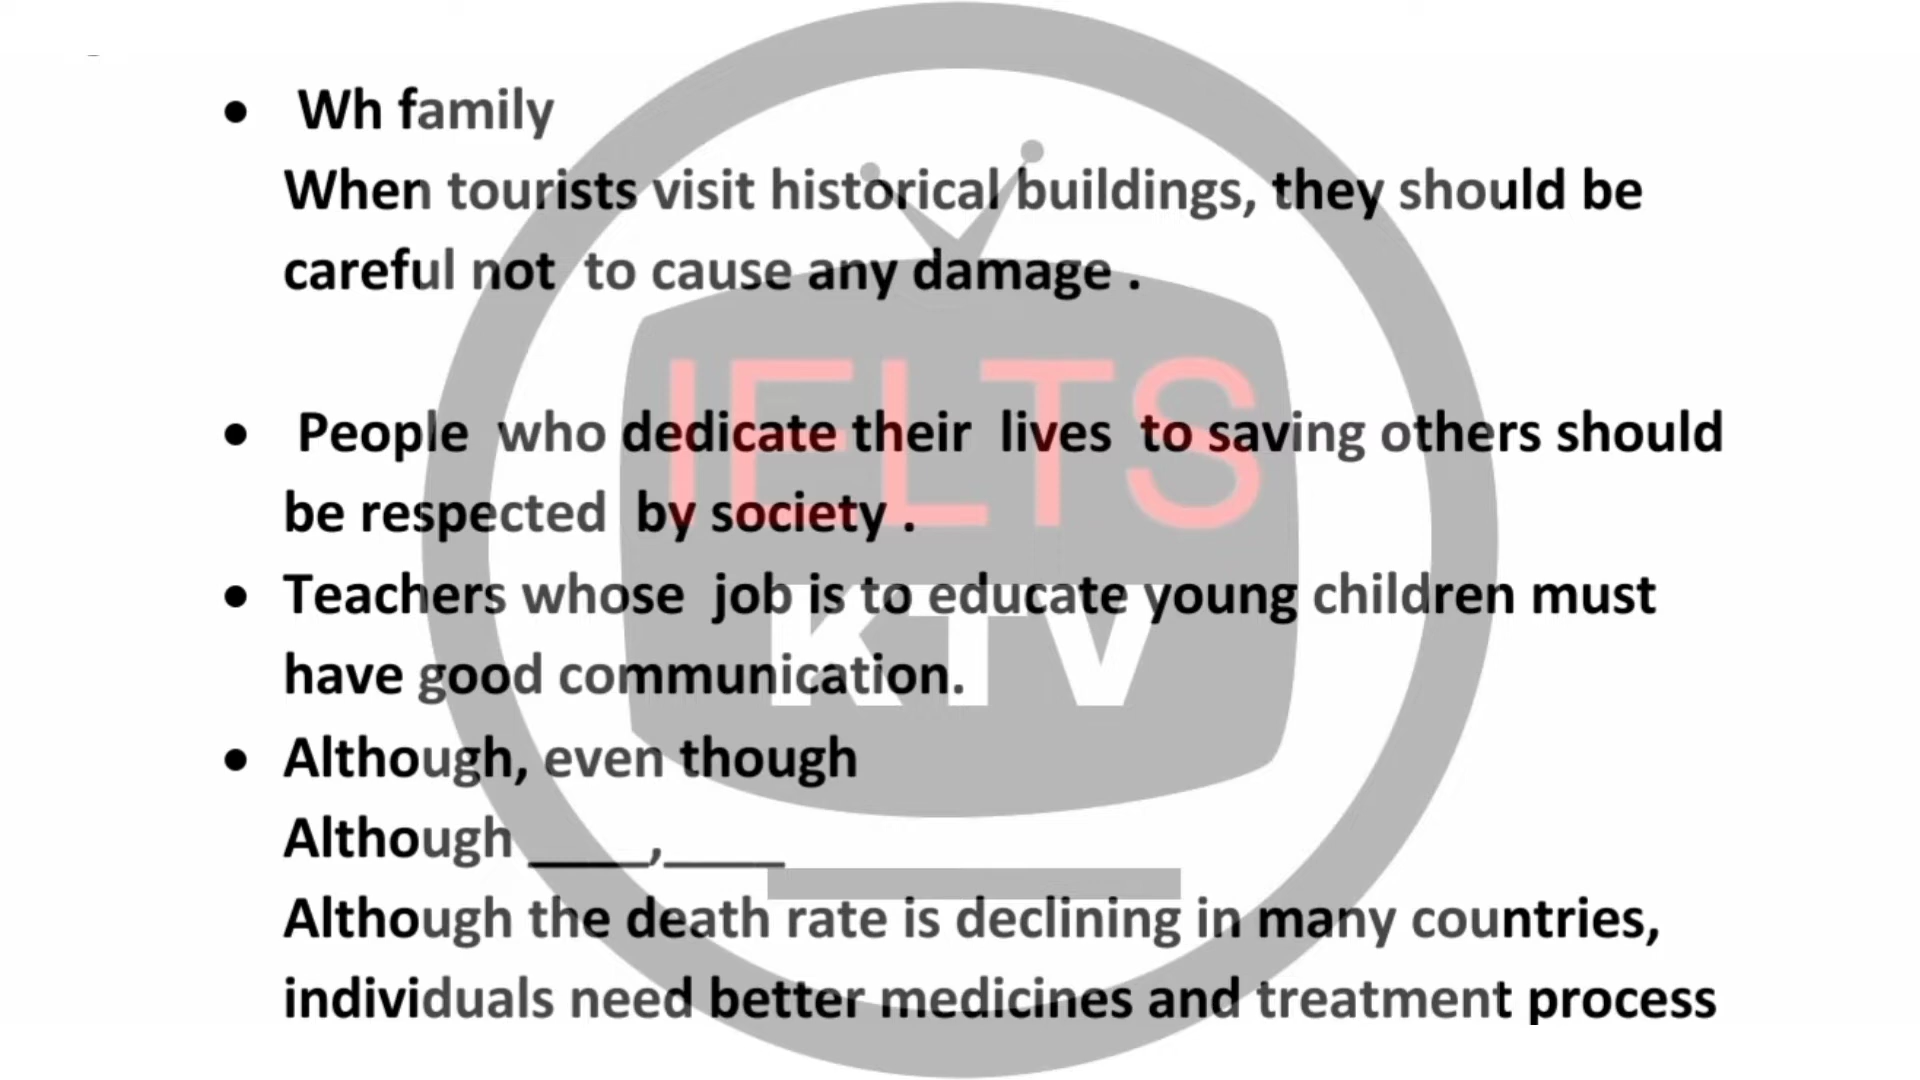 • Wh family
When tourists visit historical buildings, they should be
careful not to cause any damage .
• People who dedicate their lives to saving others should
be respected by society .
• Teachers whose job is to educate young children must
have good communication.
• Although, even though
Although ____,____
Although the death rate is declining in many countries,
individuals need better medicines and treatment process
IELTS
KTV